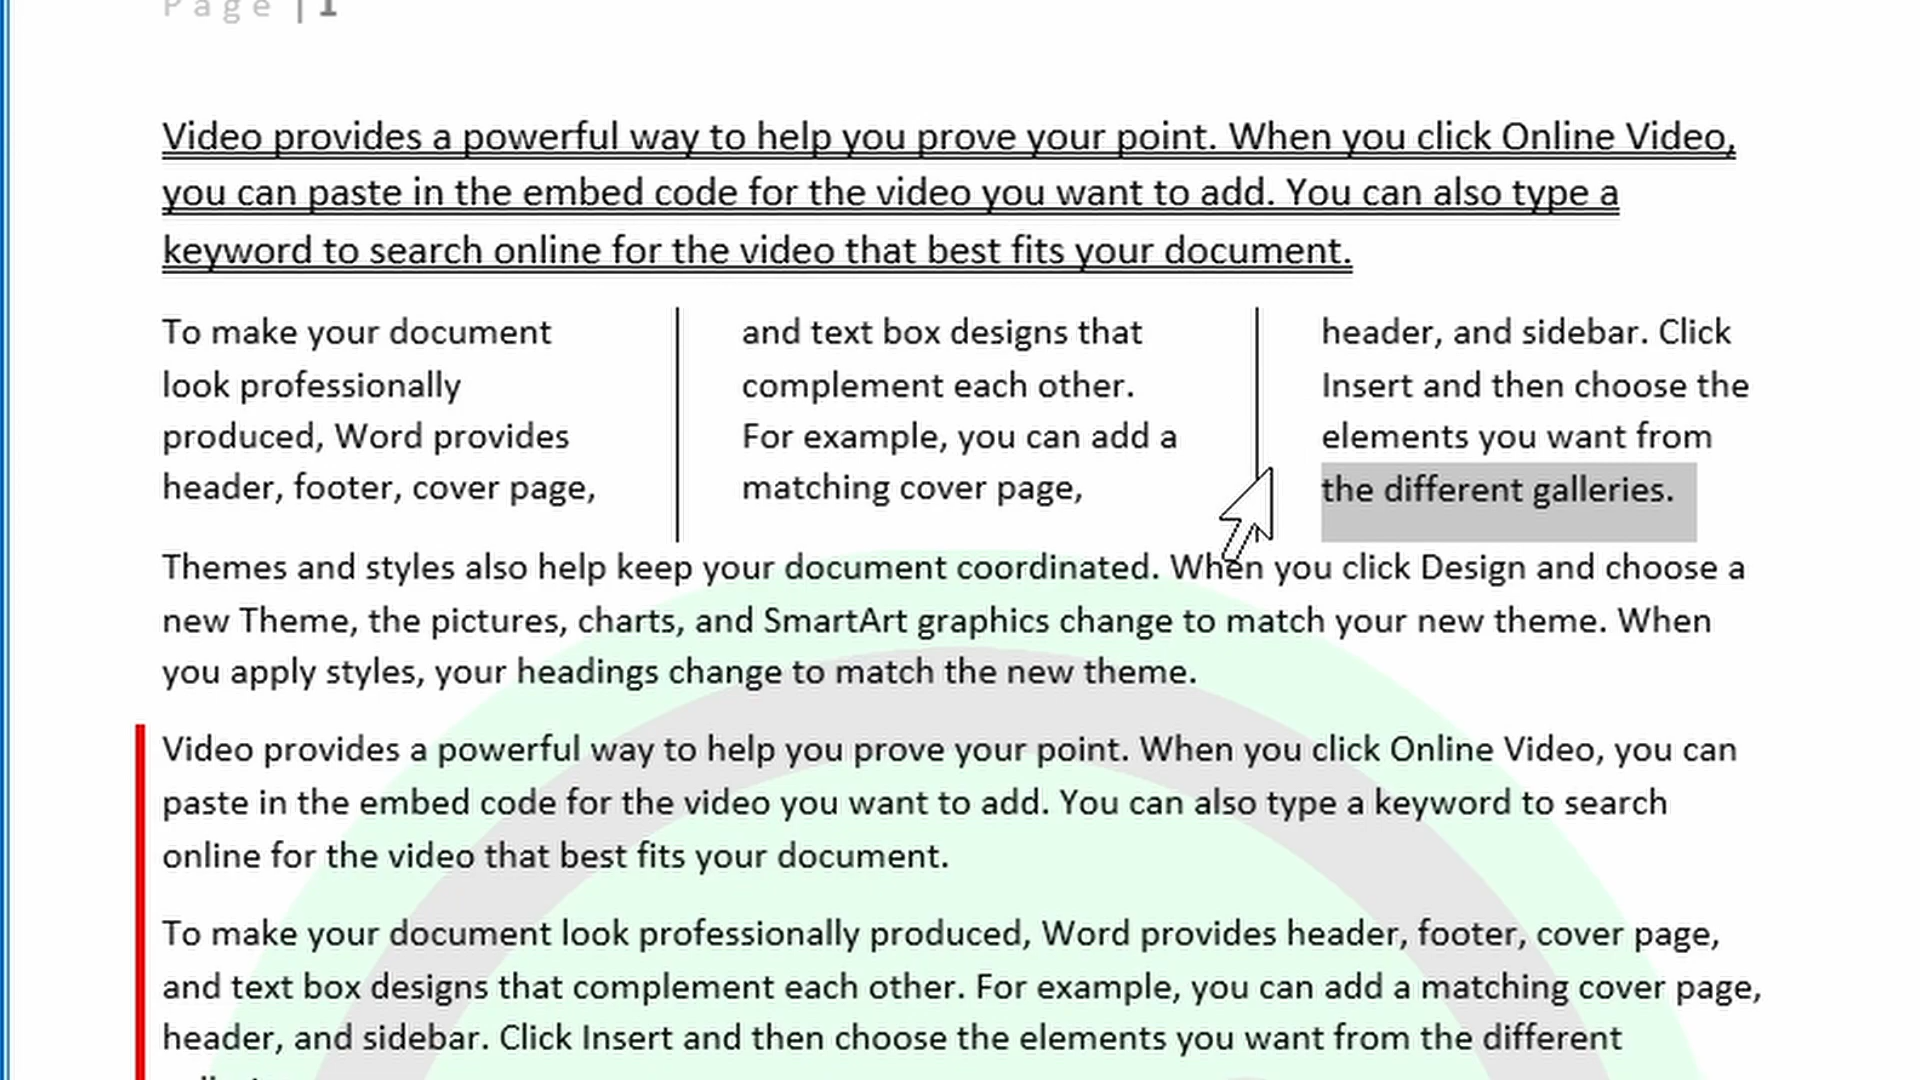 Page | 1
Video provides a powerful way to help you prove your point. When you click Online Video,
you can paste in the embed code for the video you want to add. You can also type a
keyword to search online for the video that best fits your document.
To make your document
look professionally
produced, Word provides
header, footer, cover page,
and text box designs that
complement each other.
For example, you can add a
matching cover page,
header, and sidebar. Click
Insert and then choose the
elements you want from
the different galleries.
Themes and styles also help keep your document coordinated. When you click Design and choose a
new Theme, the pictures, charts, and SmartArt graphics change to match your new theme. When
you apply styles, your headings change to match the new theme.
Video provides a powerful way to help you prove your point. When you click Online Video, you can
paste in the embed code for the video you want to add. You can also type a keyword to search
online for the video that best fits your document.
To make your document look professionally produced, Word provides header, footer, cover page,
and text box designs that complement each other. For example, you can add a matching cover page,
header, and sidebar. Click Insert and then choose the elements you want from the different